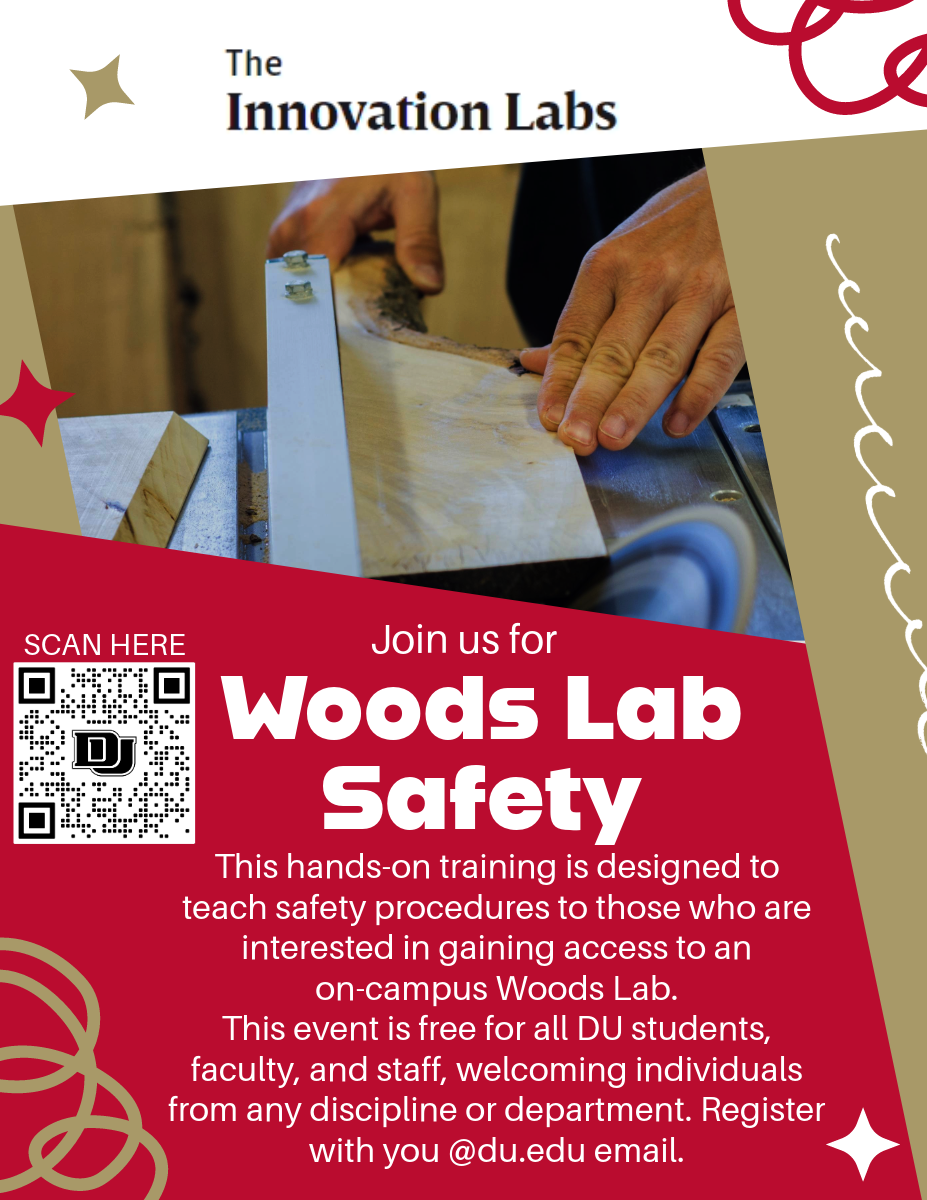 The
Innovation Labs
SCAN HERE
DU
Join us for
Woods Lab
Safety
This hands-on training is designed to
teach safety procedures to those who are
interested in gaining access to an
on-campus Woods Lab.
This event is free for all DU students,
faculty, and staff, welcoming individuals
from any discipline or department. Register
with you @du.edu email.